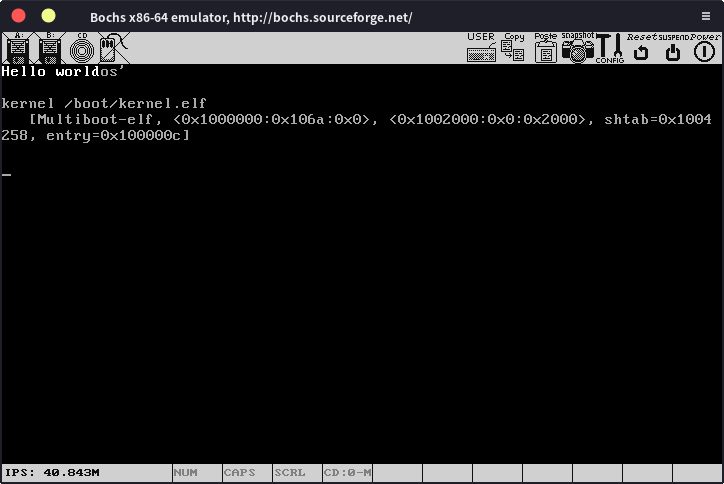 Bochs x86-64 emulator, http://bochs.sourceforge.net/
A: B: CD USER Copy Paste snapshot CONFIG Reset SUSPEND Power
Hello worldos'
kernel /boot/kernel.elf
[Multiboot-elf, <0x1000000:0x106a:0x0>, <0x1002000:0x0:0x2000>, shtab=0x1004
258, entry=0x100000c]
_
IPS: 40.843M NUM CAPS SCRL CD:0-M